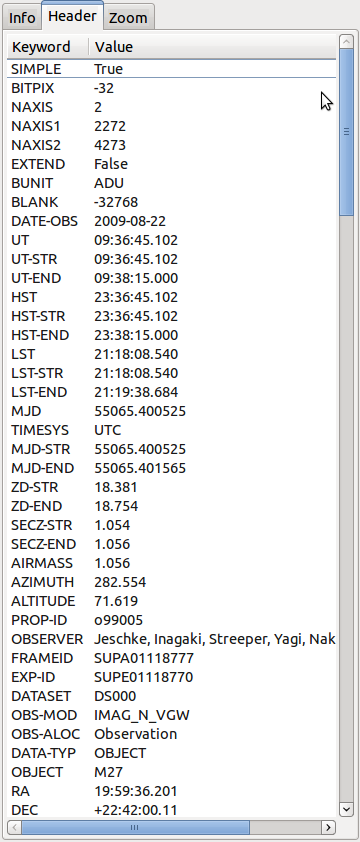 Info Header Zoom
Keyword Value
SIMPLE True
BITPIX -32
NAXIS 2
NAXIS1 2272
NAXIS2 4273
EXTEND False
BUNIT ADU
BLANK -32768
DATE-OBS 2009-08-22
UT 09:36:45.102
UT-STR 09:36:45.102
UT-END 09:38:15.000
HST 23:36:45.102
HST-STR 23:36:45.102
HST-END 23:38:15.000
LST 21:18:08.540
LST-STR 21:18:08.540
LST-END 21:19:38.684
MJD 55065.400525
TIMESYS UTC
MJD-STR 55065.400525
MJD-END 55065.401565
ZD-STR 18.381
ZD-END 18.754
SECZ-STR 1.054
SECZ-END 1.056
AIRMASS 1.056
AZIMUTH 282.554
ALTITUDE 71.619
PROP-ID o99005
OBSERVER Jeschke, Inagaki, Streeper, Yagi, Nak
FRAMEID SUPA01118777
EXP-ID SUPE01118770
DATASET DS000
OBS-MOD IMAG_N_VGW
OBS-ALOC Observation
DATA-TYP OBJECT
OBJECT M27
RA 19:59:36.201
DEC +22:42:00.11